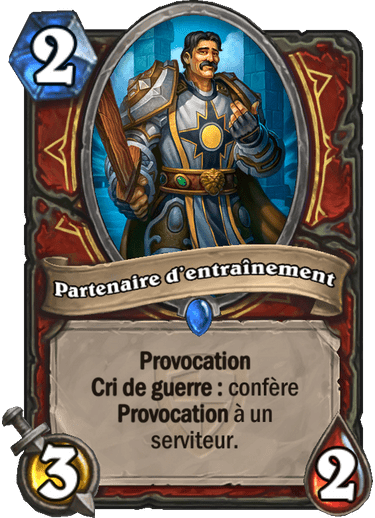 2
Partenaire d'entraînement
Provocation
Cri de guerre : confère
Provocation à un
serviteur.
3
2